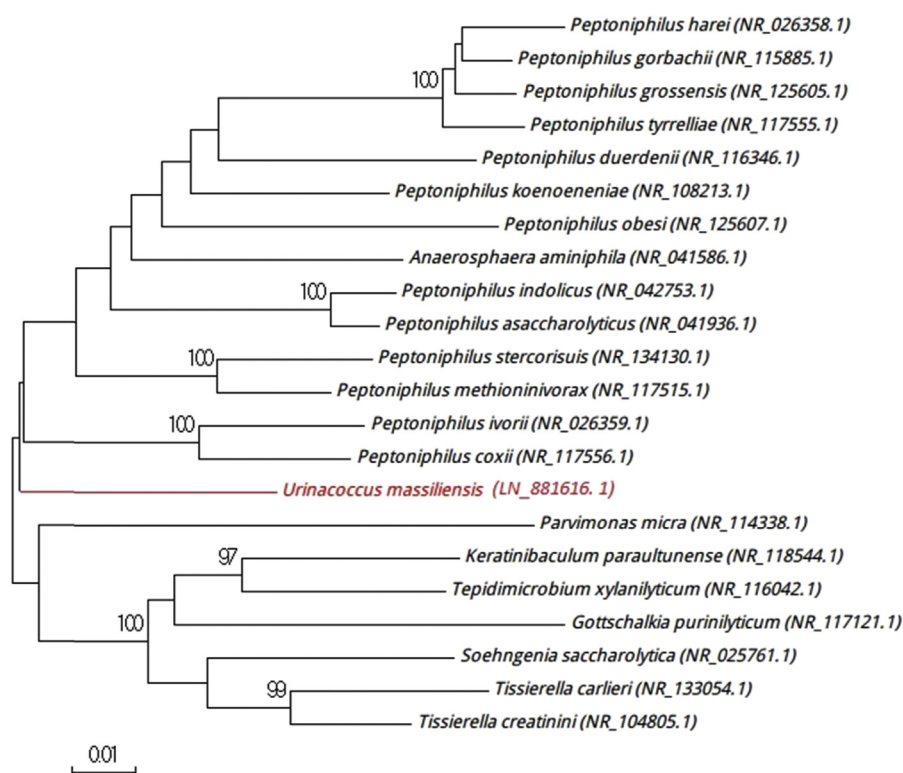 Peptoniphilus harei (NR_026358.1)
Peptoniphilus gorbachii (NR_115885.1)
100
Peptoniphilus grossensis (NR_125605.1)
Peptoniphilus tyrrelliae (NR_117555.1)
Peptoniphilus duerdenii (NR_116346.1)
Peptoniphilus koenoeneniae (NR_108213.1)
Peptoniphilus obesi (NR_125607.1)
Anaerosphaera aminiphila (NR_041586.1)
100
Peptoniphilus indolicus (NR_042753.1)
Peptoniphilus asaccharolyticus (NR_041936.1)
100
Peptoniphilus stercorisuis (NR_134130.1)
Peptoniphilus methioninivorax (NR_117515.1)
100
Peptoniphilus ivorii (NR_026359.1)
Peptoniphilus coxii (NR_117556.1)
Urinacoccus massiliensis (LN_881616. 1)
Parvimonas micra (NR_114338.1)
97
Keratinibaculum paraultunense (NR_118544.1)
Tepidimicrobium xylanilyticum (NR_116042.1)
100
Gottschalkia purinilyticum (NR_117121.1)
Soehngenia saccharolytica (NR_025761.1)
99
Tissierella carlieri (NR_133054.1)
Tissierella creatinini (NR_104805.1)
0.01